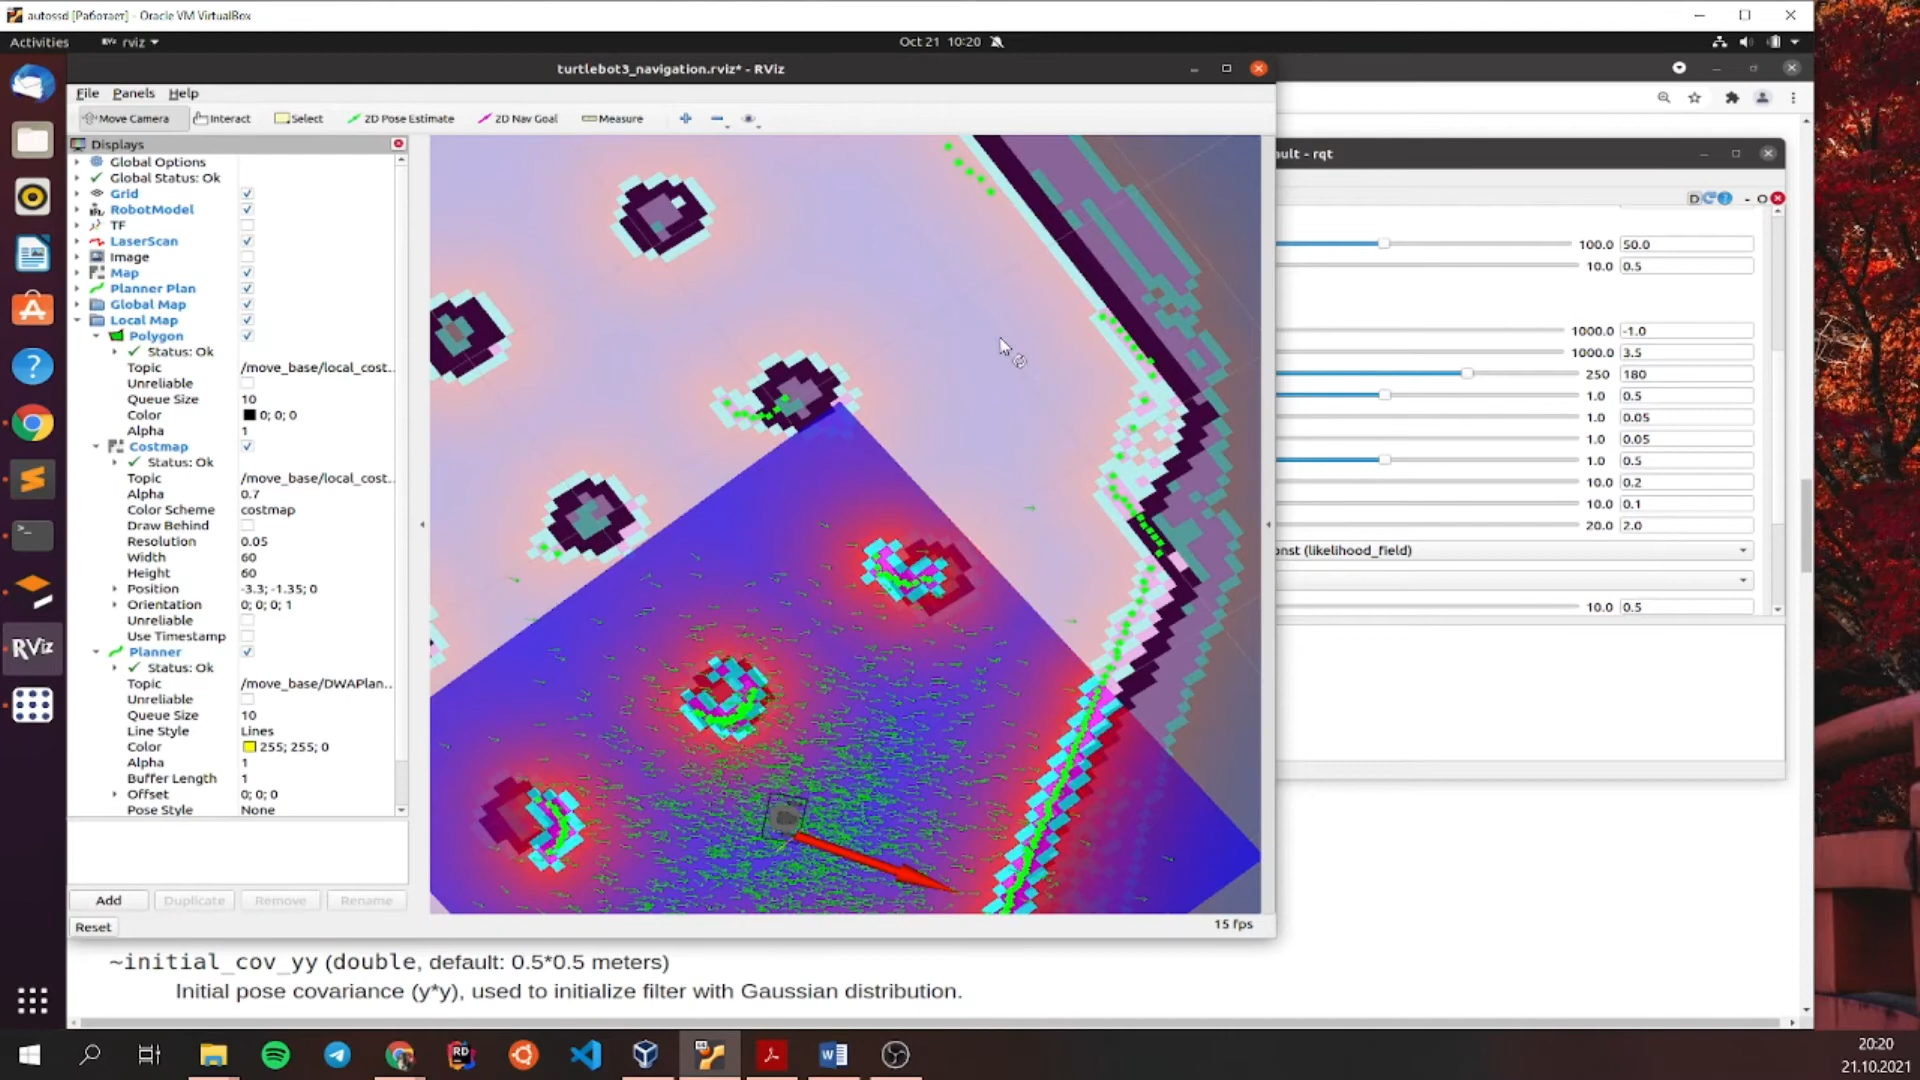 autossd [Работает] - Oracle VM VirtualBox
Activities
rviz
Oct 21 10:20
turtlebot3_navigation.rviz* - RViz
File Panels Help
Move Camera Interact Select 2D Pose Estimate 2D Nav Goal Measure
Displays
Global Options
Global Status: Ok
Grid
RobotModel
TF
LaserScan
Image
Map
Planner Plan
Global Map
Local Map
Polygon
Status: Ok
Topic /move_base/local_cost..
Unreliable
Queue Size 10
Color 0; 0; 0
Alpha 1
Costmap
Status: Ok
Topic /move_base/local_cost..
Alpha 0.7
Color Scheme costmap
Draw Behind
Resolution 0.05
Width 60
Height 60
Position -3.3; -1.35; 0
Orientation 0; 0; 0; 1
Unreliable
Use Timestamp
Planner
Status: Ok
Topic /move_base/DWAPlan..
Unreliable
Queue Size 10
Line Style Lines
Color 255; 255; 0
Alpha 1
Buffer Length 1
Offset 0; 0; 0
Pose Style None
Add Duplicate Remove Rename
Reset
15 fps
ault - rqt
D - O
100.0 50.0
10.0 0.5
1000.0 -1.0
1000.0 3.5
250 180
1.0 0.5
1.0 0.05
1.0 0.05
1.0 0.5
10.0 0.2
10.0 0.1
20.0 2.0
onst (likelihood_field)
10.0 0.5
~initial_cov_yy (double, default: 0.5*0.5 meters)
Initial pose covariance (y*y), used to initialize filter with Gaussian distribution.
RViz
20:20
21.10.2021